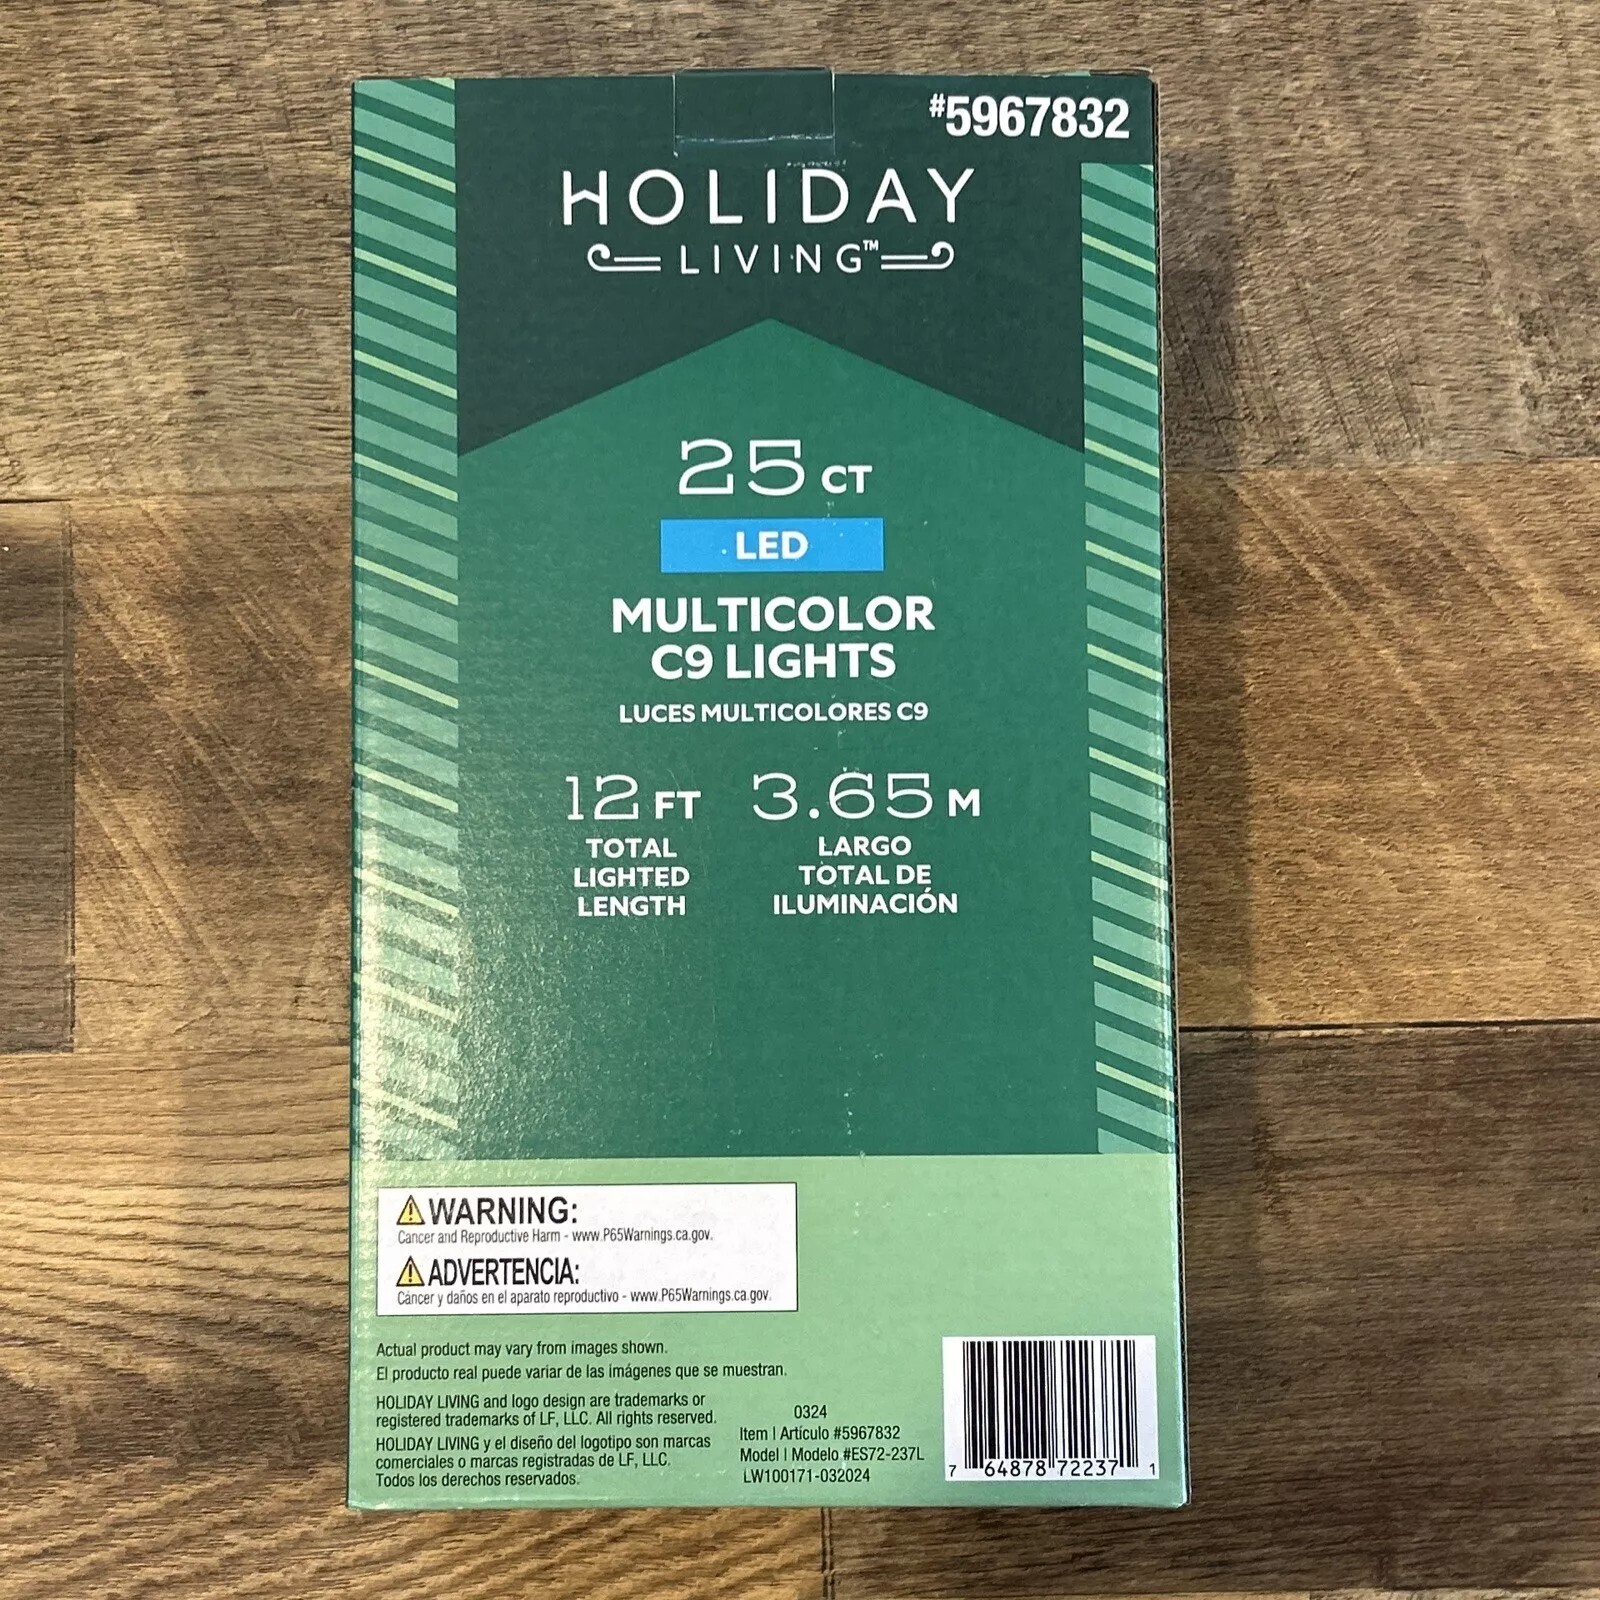 #5967832
HOLIDAY
LIVING™
25 CT
LED
MULTICOLOR
C9 LIGHTS
LUCES MULTICOLORES C9
12 FT
TOTAL
LIGHTED
LENGTH
3.65 M
LARGO
TOTAL DE
ILUMINACIÓN
WARNING:
Cancer and Reproductive Harm - www.P65Warnings.ca.gov.
ADVERTENCIA:
Cáncer y daños en el aparato reproductivo - www.P65Warnings.ca.gov.
Actual product may vary from images shown.
El producto real puede variar de las imágenes que se muestran.
HOLIDAY LIVING and logo design are trademarks or
registered trademarks of LF, LLC. All rights reserved.
HOLIDAY LIVING y el diseño del logotipo son marcas
comerciales o marcas registradas de LF, LLC.
Todos los derechos reservados.
0324
Item | Artículo #5967832
Model | Modelo #ES72-237L
LW100171-032024
7 64878 72237 1